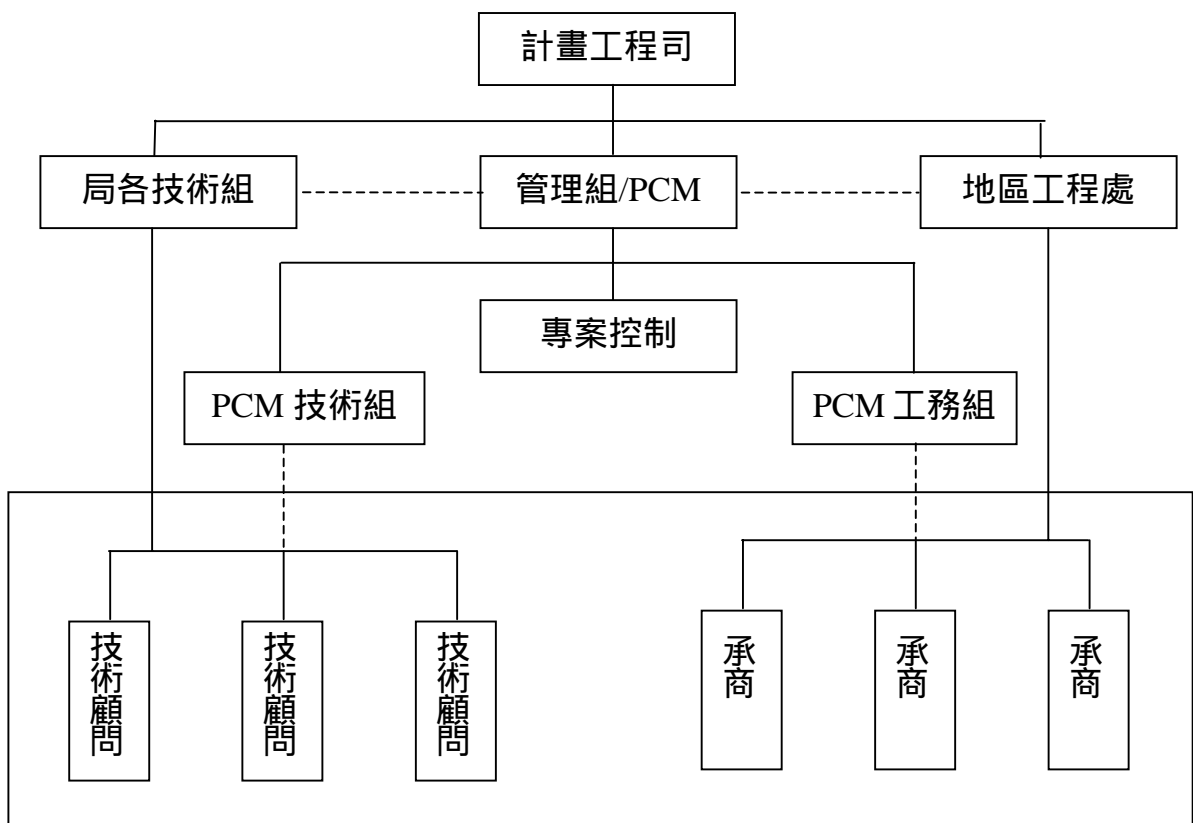 計畫工程司
局各技術組
管理組/PCM
地區工程處
專案控制
PCM 技術組
PCM 工務組
技術顧問
技術顧問
技術顧問
承商
承商
承商